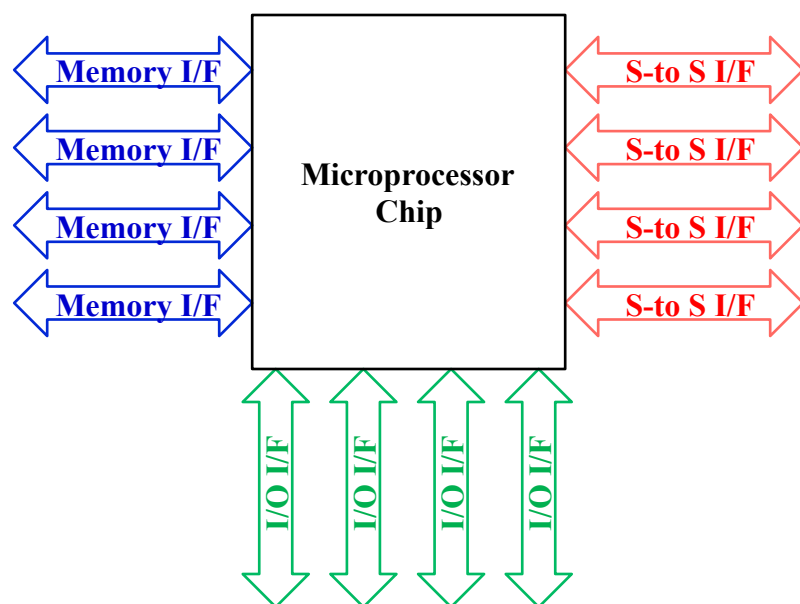 Memory I/F
Memory I/F
Memory I/F
Memory I/F
Microprocessor
Chip
S-to S I/F
S-to S I/F
S-to S I/F
S-to S I/F
I/O I/F
I/O I/F
I/O I/F
I/O I/F